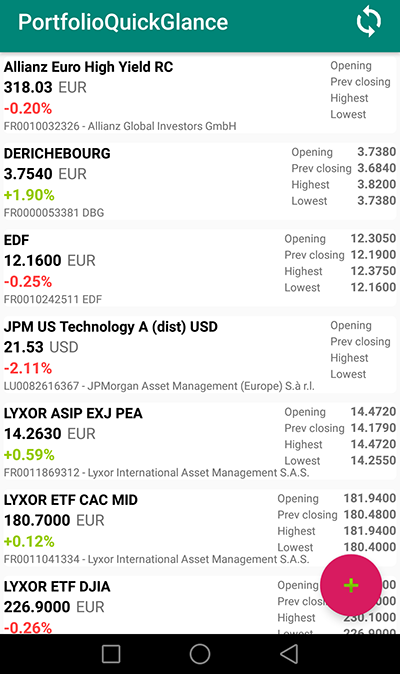 PortfolioQuickGlance
Allianz Euro High Yield RC
318.03 EUR
-0.20%
FR0010032326 - Allianz Global Investors GmbH
Opening
Prev closing
Highest
Lowest
DERICHEBOURG
3.7540 EUR
+1.90%
FR0000053381 DBG
Opening 3.7380
Prev closing 3.6840
Highest 3.8200
Lowest 3.7380
EDF
12.1600 EUR
-0.25%
FR0010242511 EDF
Opening 12.3050
Prev closing 12.1900
Highest 12.3750
Lowest 12.1600
JPM US Technology A (dist) USD
21.53 USD
-2.11%
LU0082616367 - JPMorgan Asset Management (Europe) S.à r.l.
Opening
Prev closing
Highest
Lowest
LYXOR ASIP EXJ PEA
14.2630 EUR
+0.59%
FR0011869312 - Lyxor International Asset Management S.A.S.
Opening 14.4720
Prev closing 14.1790
Highest 14.4720
Lowest 14.2550
LYXOR ETF CAC MID
180.7000 EUR
+0.12%
FR0011041334 - Lyxor International Asset Management S.A.S.
Opening 181.9400
Prev closing 180.4800
Highest 181.9400
Lowest 180.4000
LYXOR ETF DJIA
226.9000 EUR
-0.26%
Opening
Prev
Highest 230.1000
Lowest 226.9000
+